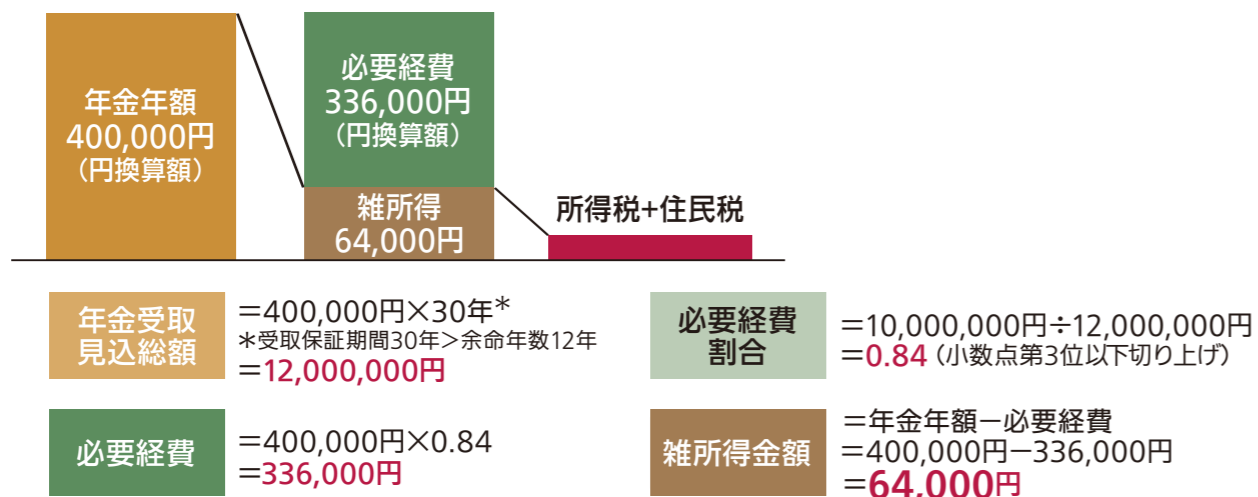 年金年額
400,000円
（円換算額）
必要経費
336,000円
（円換算額）
雑所得
64,000円
所得税+住民税
年金受取
見込総額
＝400,000円×30年＊
＊受取保証期間30年＞余命年数12年
＝12,000,000円
必要経費
割合
＝10,000,000円÷12,000,000円
＝0.84（小数点第3位以下切り上げ）
必要経費
＝400,000円×0.84
＝336,000円
雑所得金額
＝年金年額－必要経費
＝400,000円－336,000円
＝64,000円